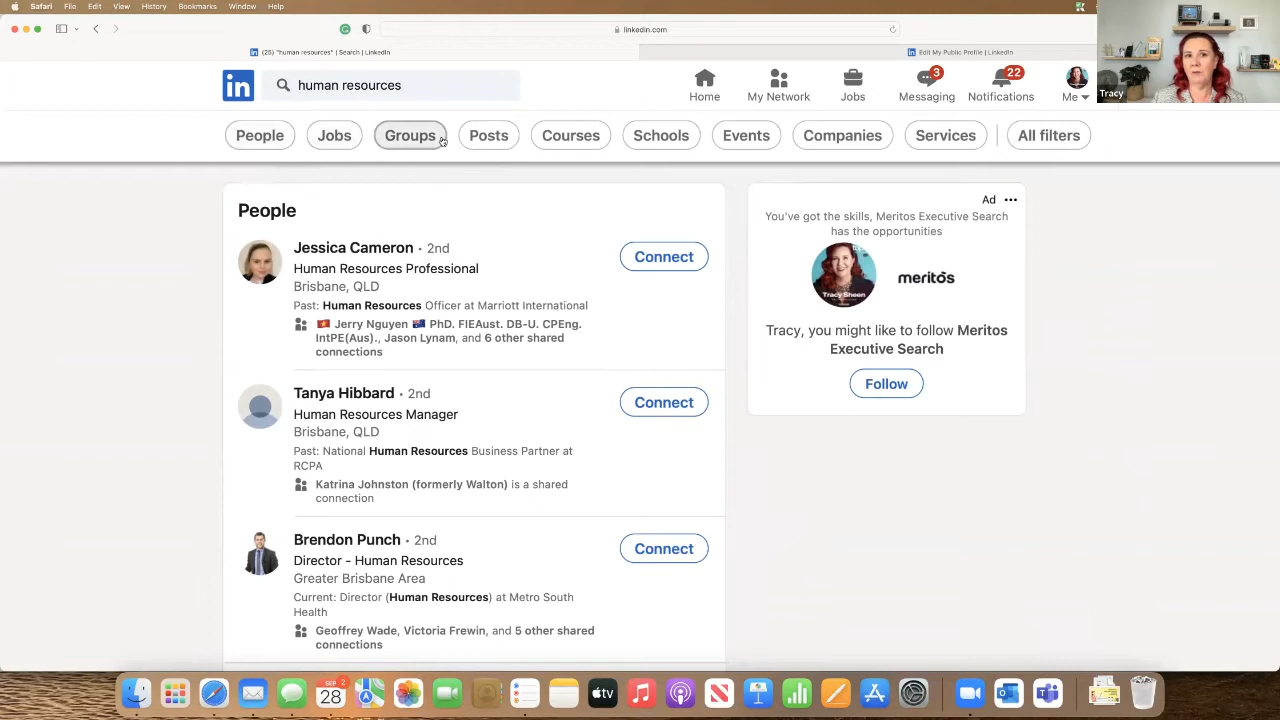 Safari File Edit View History Bookmarks Window Help
linkedin.com
(25) "human resources" | Search | LinkedIn
Edit My Public Profile | LinkedIn
in
human resources
Home
My Network
Jobs
3
Messaging
22
Notifications
Me
Tracy
People
Jobs
Groups
Posts
Courses
Schools
Events
Companies
Services
All filters
People
Jessica Cameron • 2nd
Human Resources Professional
Brisbane, QLD
Past: Human Resources Officer at Marriott International
Jerry Nguyen PhD. FIEAust. DB-U. CPEng.
IntPE(Aus)., Jason Lynam, and 6 other shared
connections
Connect
Tanya Hibbard • 2nd
Human Resources Manager
Brisbane, QLD
Past: National Human Resources Business Partner at
RCPA
Katrina Johnston (formerly Walton) is a shared
connection
Connect
Brendon Punch • 2nd
Director - Human Resources
Greater Brisbane Area
Current: Director (Human Resources) at Metro South
Health
Geoffrey Wade, Victoria Frewin, and 5 other shared
connections
Connect
Ad
You've got the skills, Meritos Executive Search
has the opportunities
Tracy Sheen
meritos
Tracy, you might like to follow Meritos
Executive Search
Follow
SEP 2
28
tv